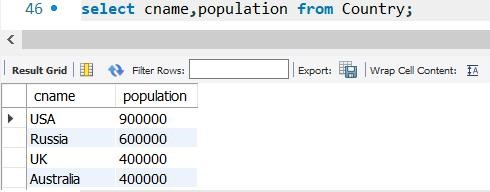 46 select cname,population from Country;
Result Grid Filter Rows: Export: Wrap Cell Content: IA
cname population
USA 900000
Russia 600000
UK 400000
Australia 400000